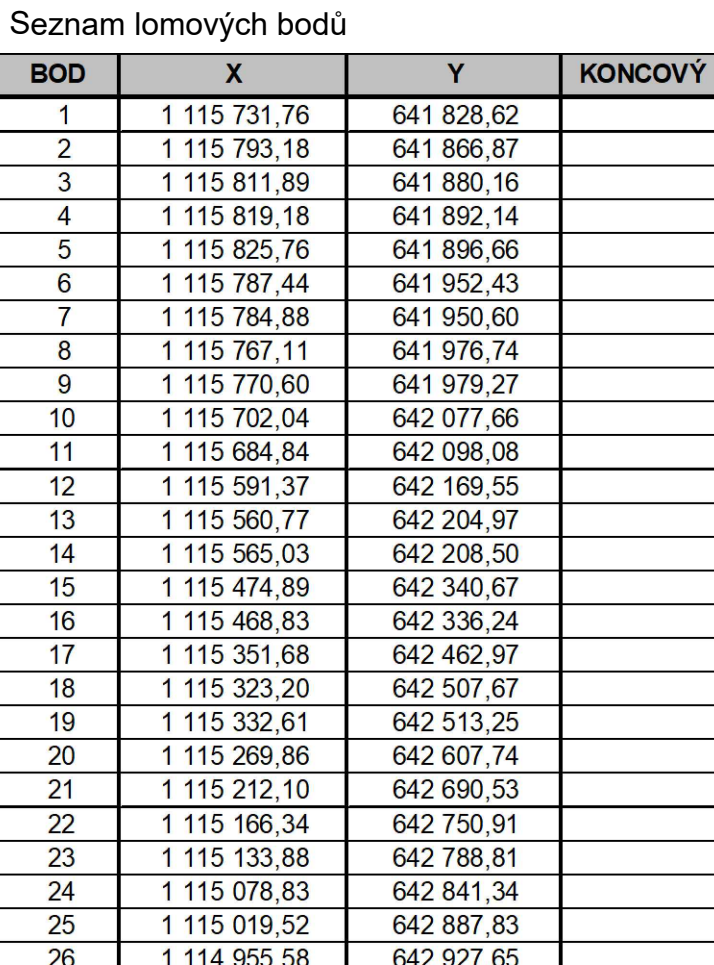 Seznam lomových bodů
BOD X Y KONCOVÝ
1 1 115 731,76 641 828,62
2 1 115 793,18 641 866,87
3 1 115 811,89 641 880,16
4 1 115 819,18 641 892,14
5 1 115 825,76 641 896,66
6 1 115 787,44 641 952,43
7 1 115 784,88 641 950,60
8 1 115 767,11 641 976,74
9 1 115 770,60 641 979,27
10 1 115 702,04 642 077,66
11 1 115 684,84 642 098,08
12 1 115 591,37 642 169,55
13 1 115 560,77 642 204,97
14 1 115 565,03 642 208,50
15 1 115 474,89 642 340,67
16 1 115 468,83 642 336,24
17 1 115 351,68 642 462,97
18 1 115 323,20 642 507,67
19 1 115 332,61 642 513,25
20 1 115 269,86 642 607,74
21 1 115 212,10 642 690,53
22 1 115 166,34 642 750,91
23 1 115 133,88 642 788,81
24 1 115 078,83 642 841,34
25 1 115 019,52 642 887,83
26 1 114 955,58 642 927,65